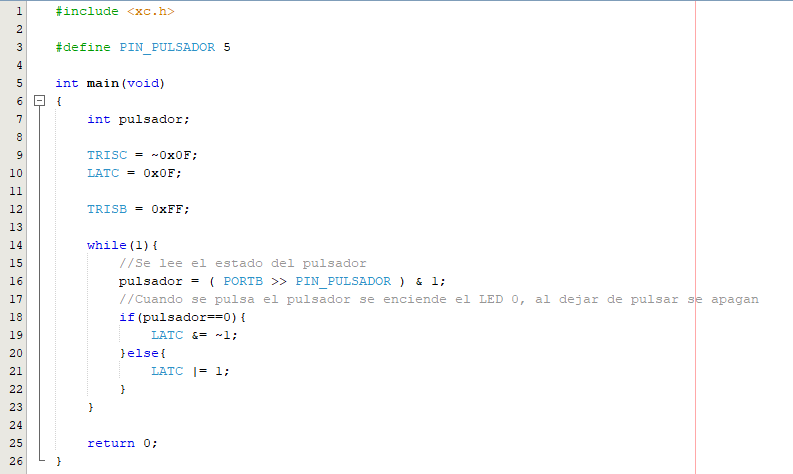 1 #include <xc.h>
2
3 #define PIN_PULSADOR 5
4
5 int main(void)
6 {
7 int pulsador;
8
9 TRISC = ~0x0F;
10 LATC = 0x0F;
11
12 TRISB = 0xFF;
13
14 while(1){
15 //Se lee el estado del pulsador
16 pulsador = ( PORTB >> PIN_PULSADOR ) & 1;
17 //Cuando se pulsa el pulsador se enciende el LED 0, al dejar de pulsar se apagan
18 if(pulsador==0){
19 LATC &= ~1;
20 }else{
21 LATC |= 1;
22 }
23 }
24
25 return 0;
26 }